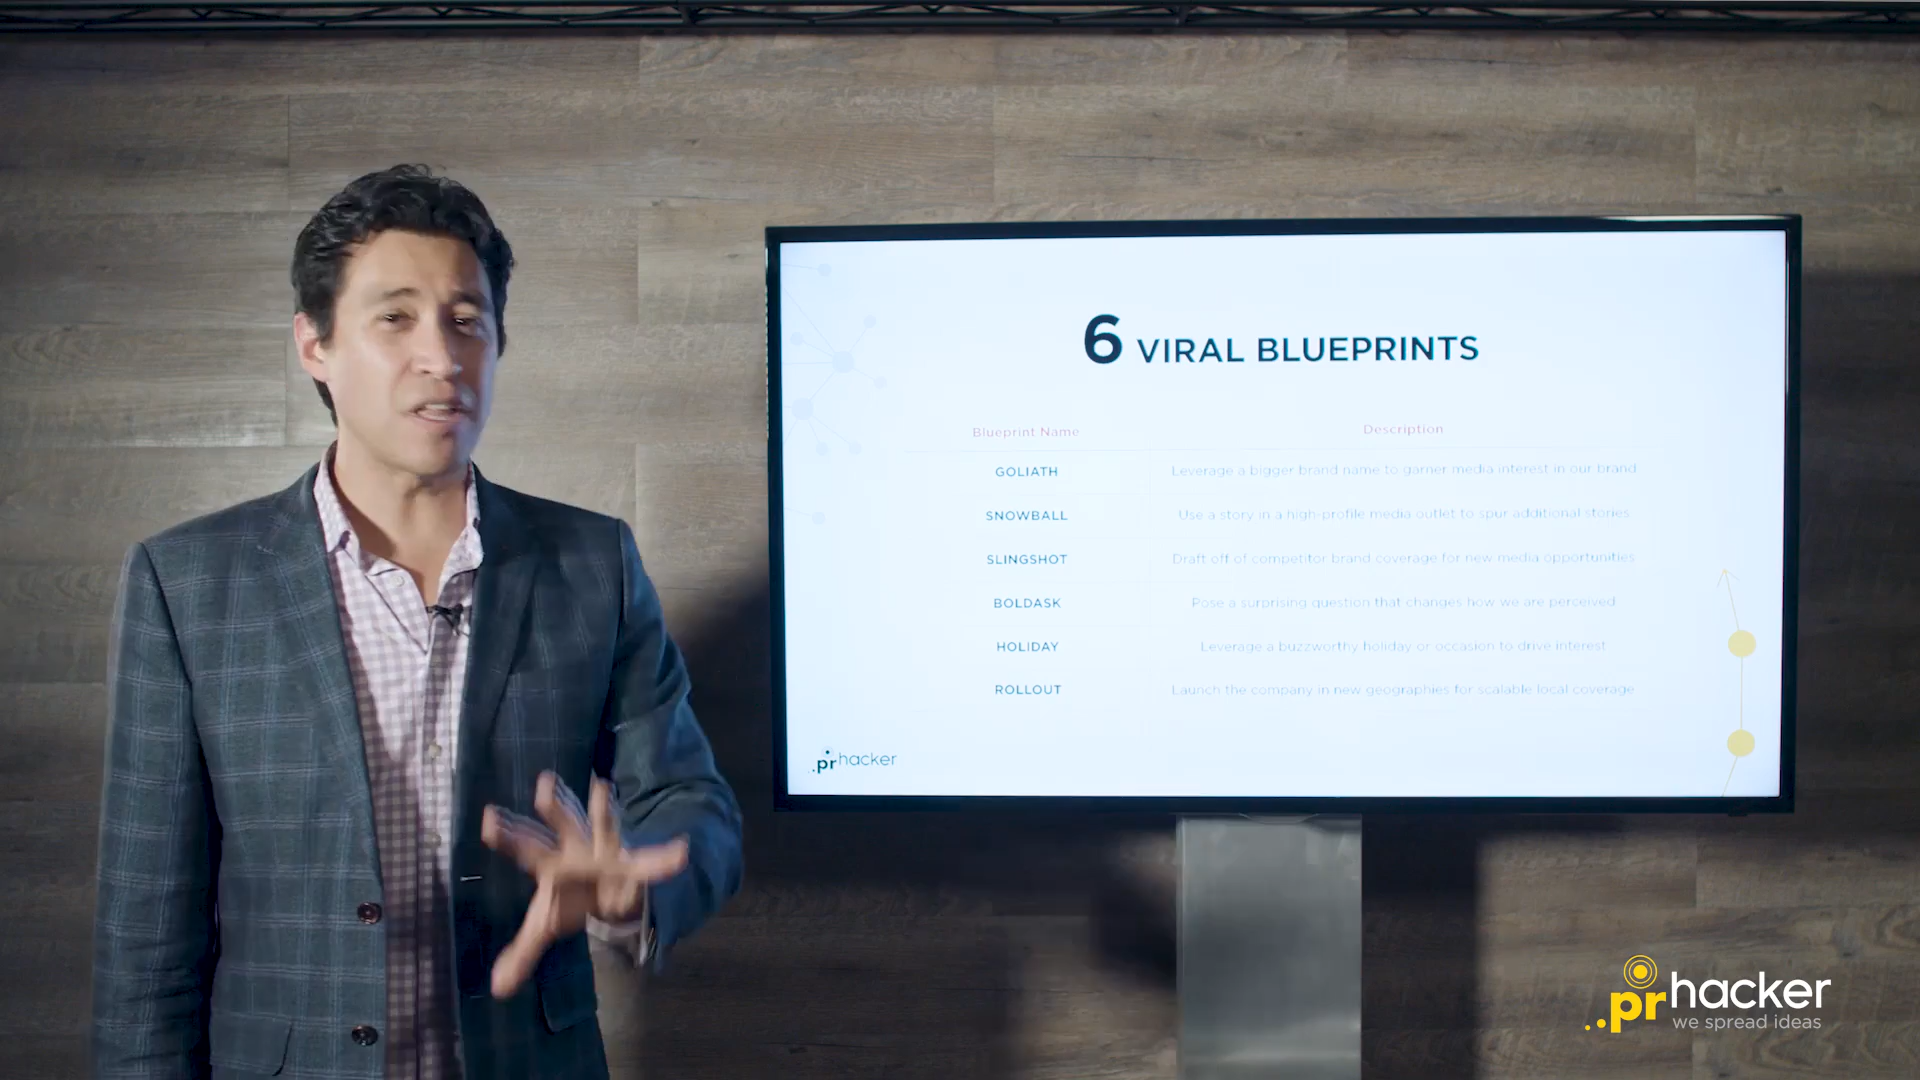 6 VIRAL BLUEPRINTS
Blueprint Name Description
GOLIATH Leverage a bigger brand name to garner media interest in our brand
SNOWBALL Use a story in a high-profile media outlet to spur additional stories
SLINGSHOT Draft off of competitor brand coverage for new media opportunities
BOLDASK Pose a surprising question that changes how we are perceived
HOLIDAY Leverage a buzzworthy holiday or occasion to drive interest
ROLLOUT Launch the company in new geographies for scalable local coverage
..prhacker
..prhacker
we spread ideas